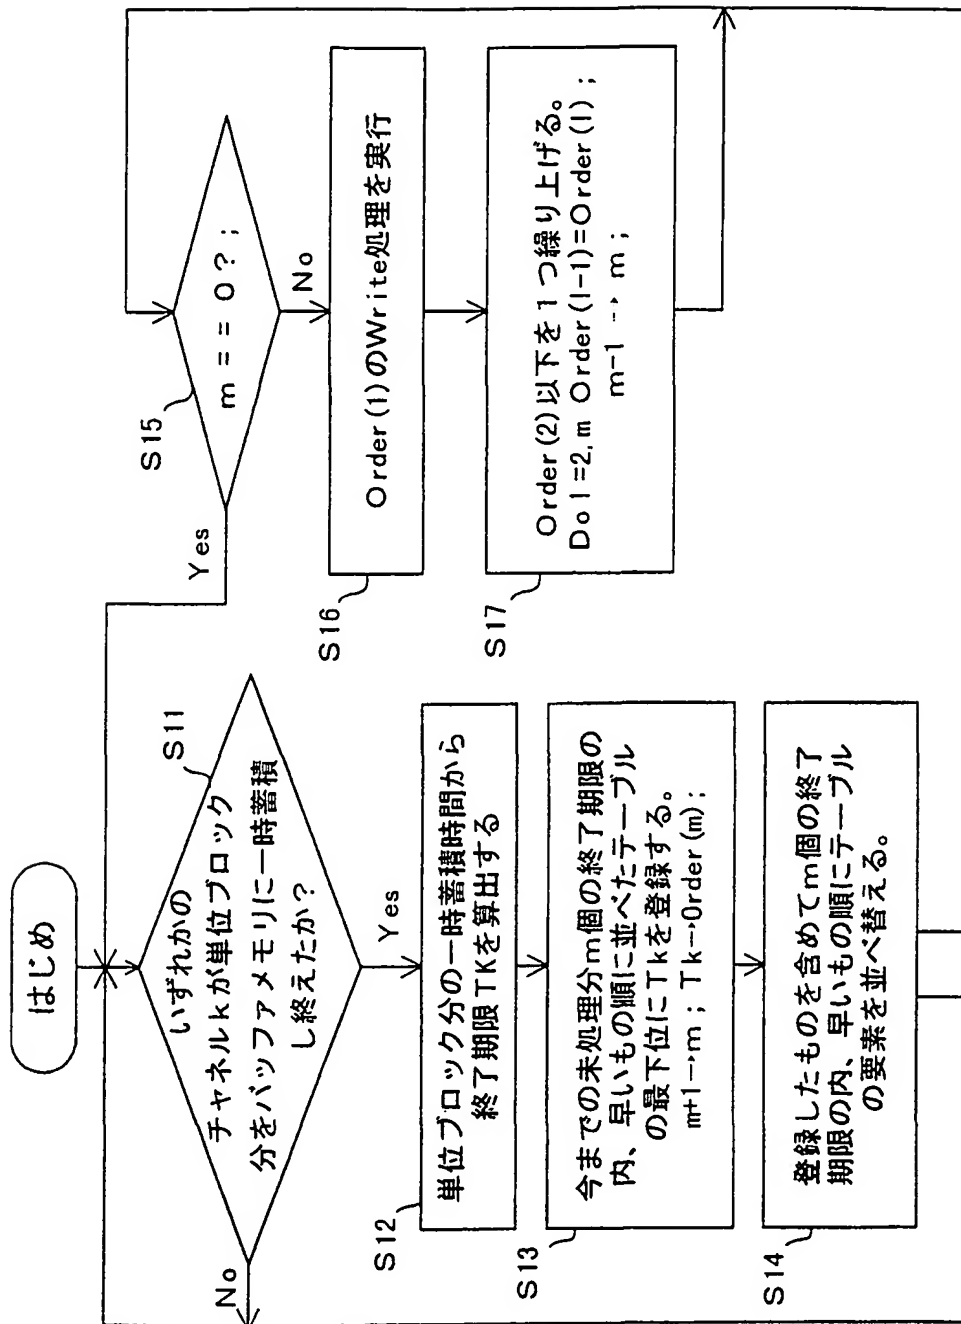 はじめ
S11
いずれかの
チャネルkが単位ブロック
分をバッファメモリに一時蓄積
し終えたか?
No
Yes
S12
単位ブロック分の一時蓄積時間から
終了期限TKを算出する
S13
今までの未処理分m個の終了期限の
内、早いもの順に並べたテーブル
の最下位にTkを登録する。
m+1→m;Tk→Order(m);
S14
登録したものを含めてm個の終了
期限の内、早いもの順にテーブル
の要素を並べ替える。
S15
m==0?;
Yes
No
S16
Order(1)のWrite処理を実行
S17
Order(2)以下を1つ繰り上げる。
Dol=2,m Order(l-1)=Order(l);
m-1→m;